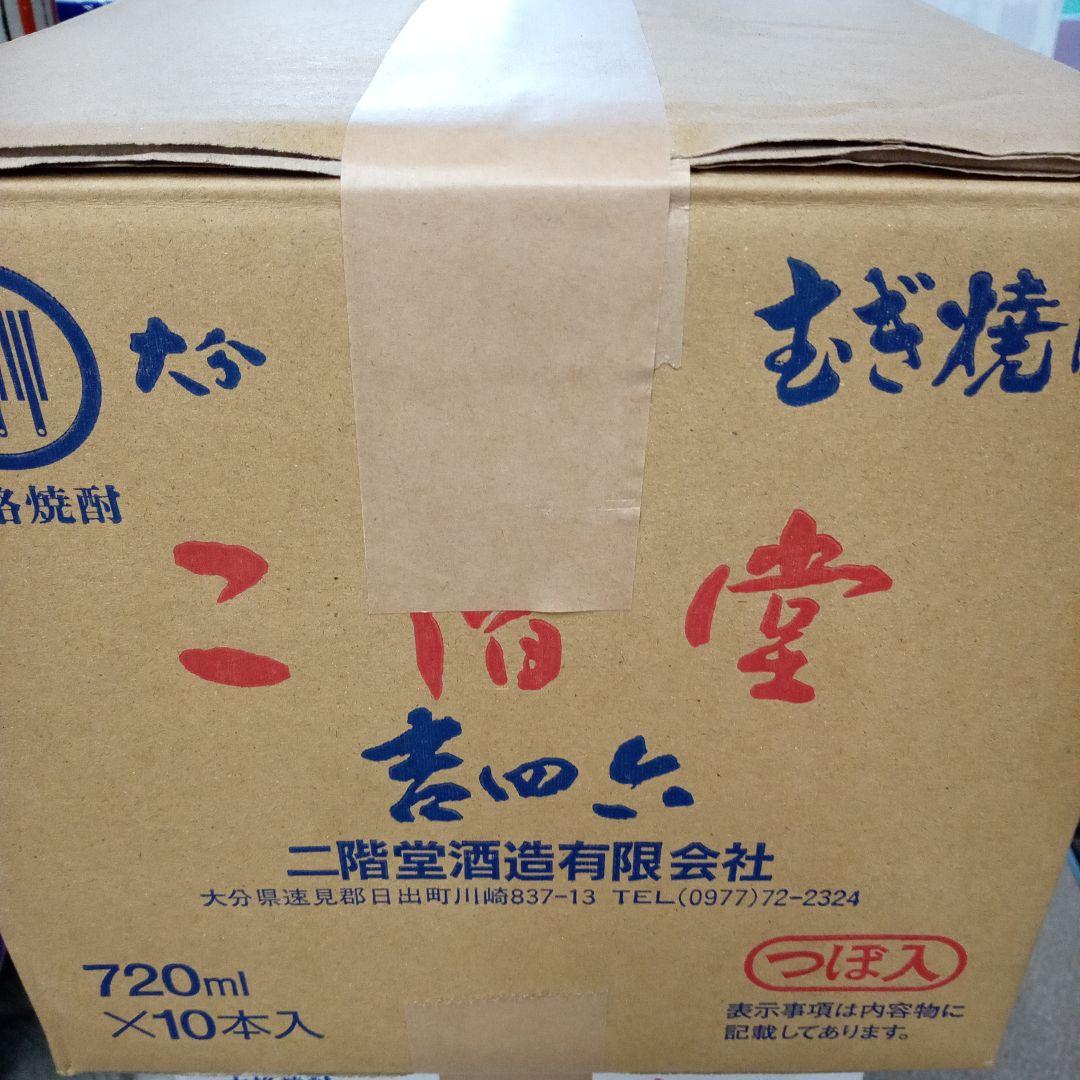 大分
むぎ焼
格焼酎
二階堂
吉四六
二階堂酒造有限会社
大分県速見郡日出町川崎837-13 TEL(0977)72-2324
720ml
×10本入
つぼ入
表示事項は内容物に
記載してあります。